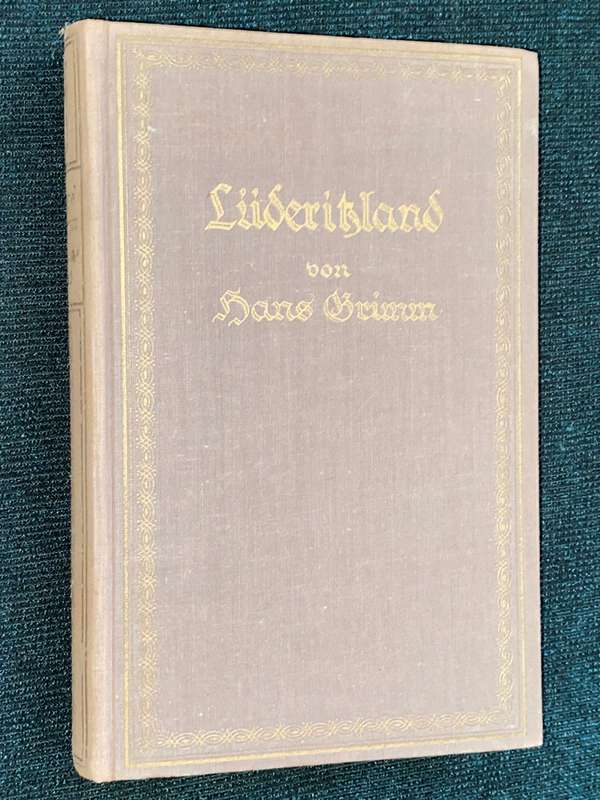 Lüderitzland
von
Hans Grimm